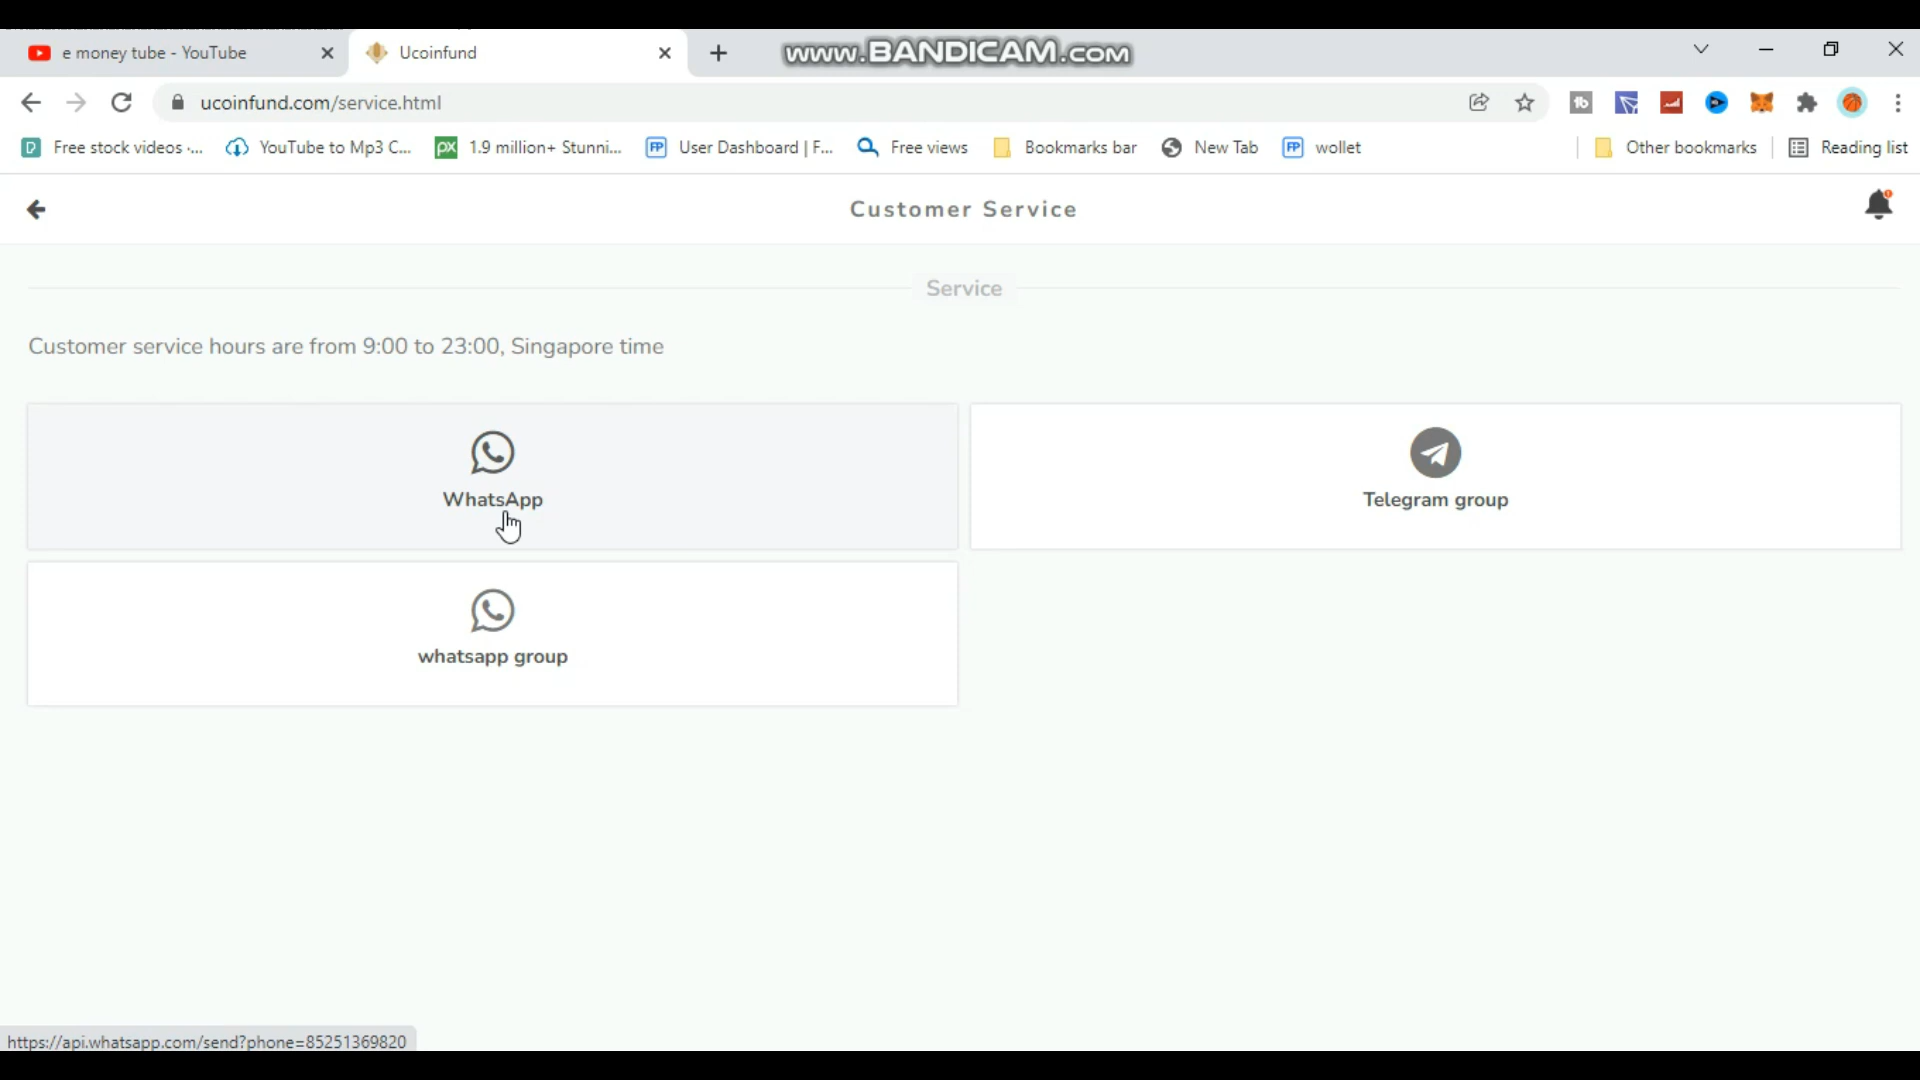 e money tube - YouTube
Ucoinfund
www.BANDICAM.com
ucoinfund.com/service.html
Free stock videos -...
YouTube to Mp3 C...
px
1.9 million+ Stunni...
FP
User Dashboard | F...
Free views
Bookmarks bar
New Tab
FP
wollet
Other bookmarks
Reading list
Customer Service
Service
Customer service hours are from 9:00 to 23:00, Singapore time
WhatsApp
Telegram group
whatsapp group
https://api.whatsapp.com/send?phone=85251369820